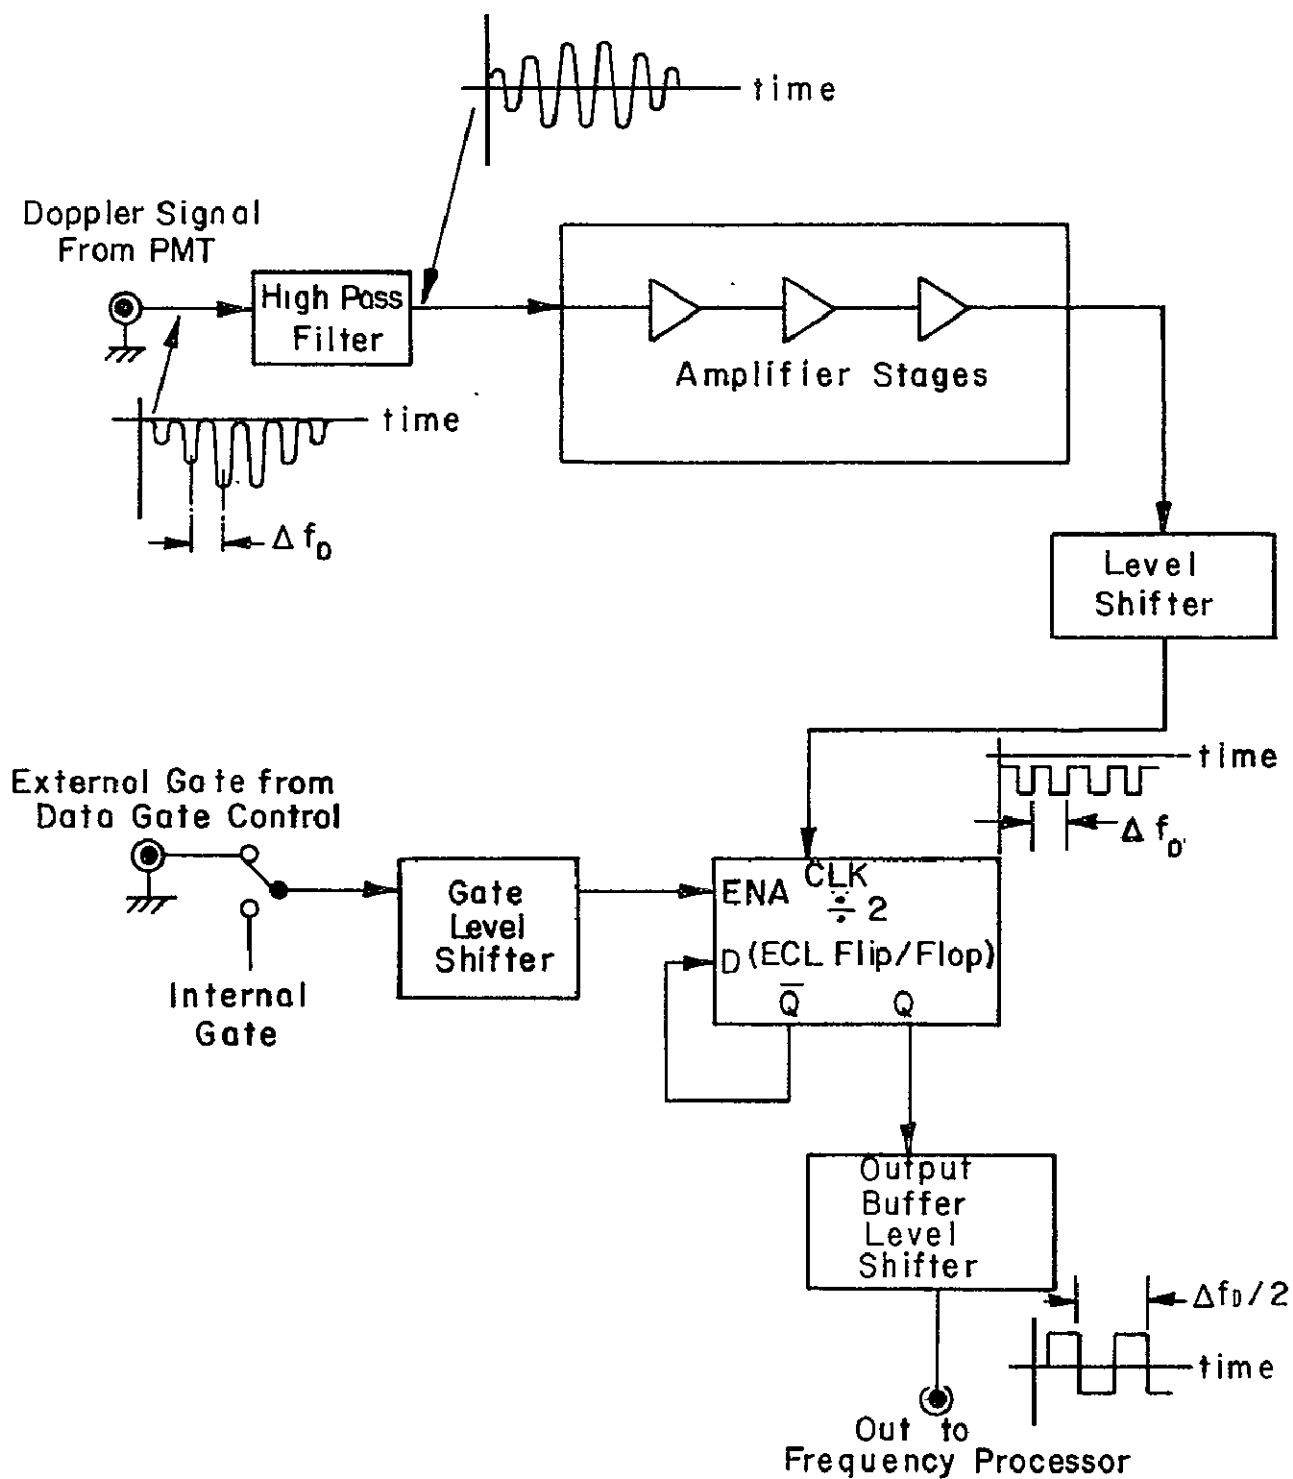 time
Doppler Signal
From PMT
High Pass
Filter
Amplifier Stages
time
Δ f_D
Level
Shifter
time
Δ f_D'
External Gate from
Data Gate Control
Internal
Gate
Gate
Level
Shifter
ENA
CLK
÷ 2
D (ECL Flip/Flop)
Q̅
Q
Output
Buffer
Level
Shifter
Δf_D/2
time
Out to
Frequency Processor